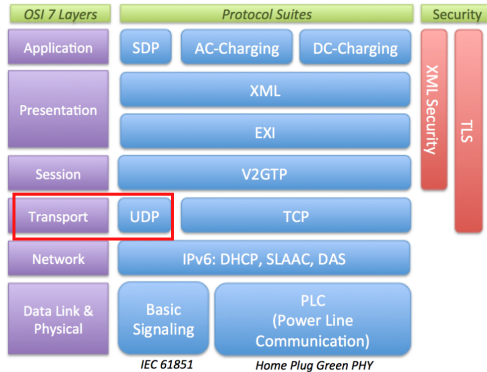 OSI 7 Layers Protocol Suites Security
Application SDP AC-Charging DC-Charging
XML Security
TLS
Presentation
XML
EXI
Session V2GTP
Transport UDP TCP
Network IPv6: DHCP, SLAAC, DAS
Data Link &
Physical
Basic
Signaling
PLC
(Power Line
Communication)
IEC 61851 Home Plug Green PHY